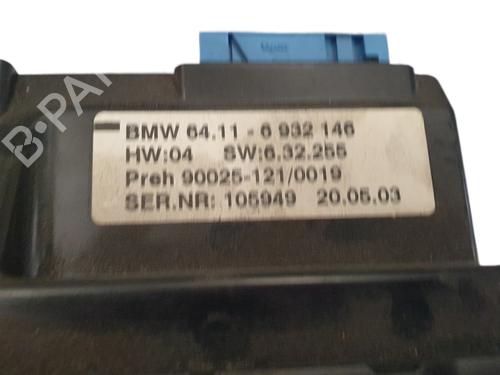 B-PARTS
BMW 64.11 - 6 932 146
HW:04 SW:6.32.255
Preh 90025-121/0019
SER.NR: 105949 20.05.03